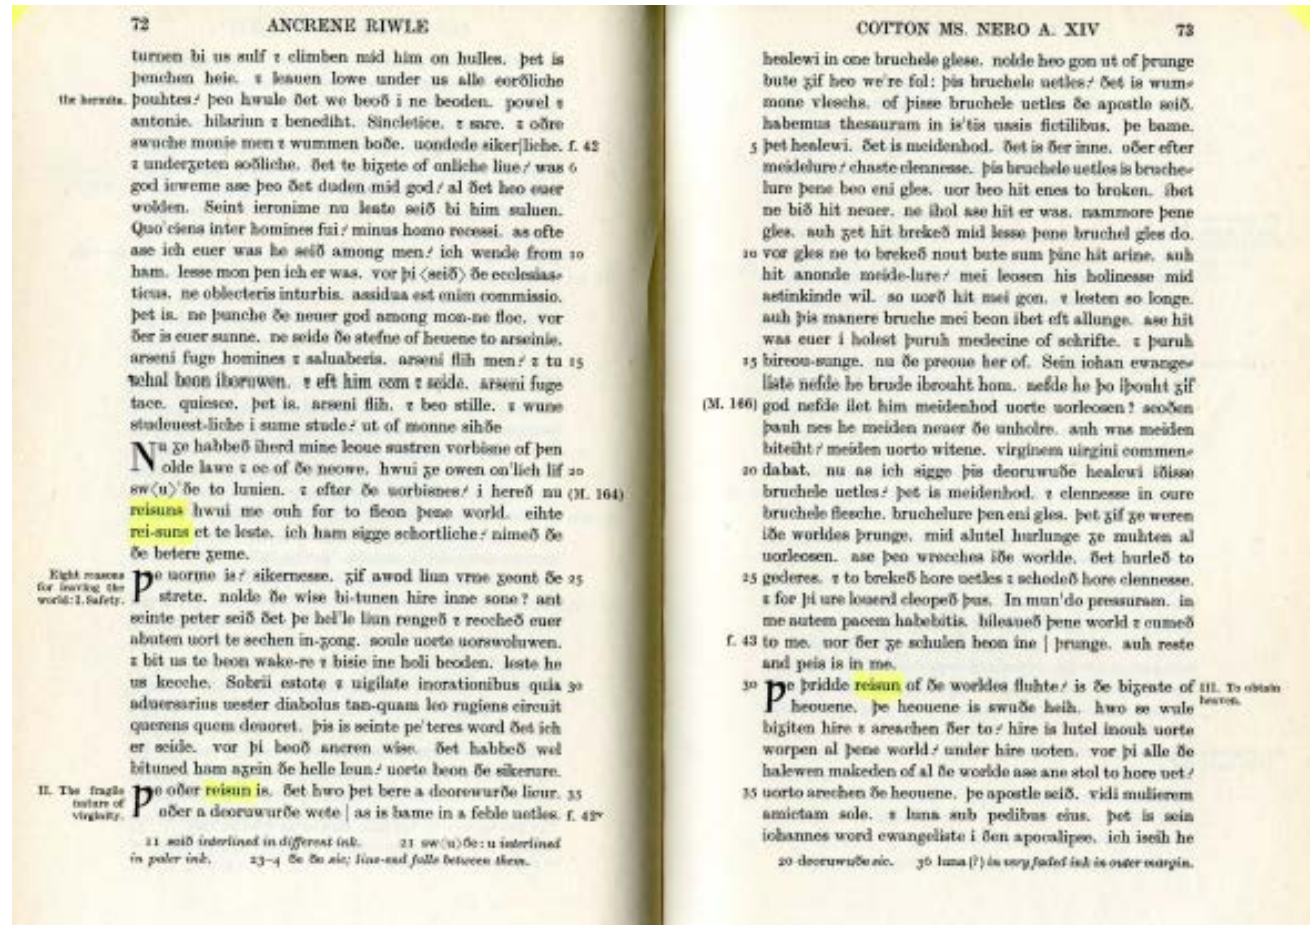 72 ANCRENE RIWLE
turnen bi us sulf ⁊ climben mid him on hulles. þet is
þenchen heie. ⁊ leauen lowe under us alle eorðliche
the hermits. þouhtes⸵ þeo hwule ðet we beoð i ne beoden. powel ⁊
antonie. hilariun ⁊ benediht. Sincletice. ⁊ sare. ⁊ oðre
swuche monie men ⁊ wummen boðe. uondede siker|liche. f. 42
⁊ underȝeten soðliche. ðet te biȝete of onliche liue⸵ was 6
god icweme ase þeo ðet duden mid god⸵ al ðet heo euer
wolden. Seint ieronime nu leate seið bi him suluen.
Quo'ciens inter homines fui⸵ minus homo recessi. as ofte
ase ich euer was he seið among men⸵ ich wende from 10
ham. lesse mon þen ich er was. vor þi ⟨seið⟩ ðe ecclesias-
ticus. ne oblecteris inturbis. assidua est enim commissio.
þet is. ne þunche ðe neuer god among mon-ne floc. vor
ðer is euer sunne. ne seide ðe stefne of heuene to arseinie.
arseni fuge homines ⁊ saluaberis. arseni flih men⸵ ⁊ tu 15
schal beon iboruwen. ⁊ eft him com ⁊ seide. arseni fuge
tace. quiesce. þet is. arseni flih. ⁊ beo stille. ⁊ wune
studeuest-liche i sume stude⸵ ut of monne sihðe
Nu ȝe habbeð iherd mine leoue sustren vorbisne of þen
olde lawe ⁊ ec of ðe neowe. hwui ȝe owen on'lich lif 20
sw⟨u⟩'ðe to luuien. ⁊ efter ðe uorbisnes⸵ i hereð nu (M. 164)
reisuns hwui me ouh for to fleon þene world. eihte
rei-suns et te leste. ich ham sigge schortliche⸵ nimeð ðe
ðe betere ȝeme.
Eight reasons for leaving the world: I. Safety.
Þe uorme is⸵ sikernesse. ȝif awod liun vrne ȝeont ðe 25
strete. nolde ðe wise bi-tunen hire inne sone? ant
seinte peter seið ðet þe hel'le liun rengeð ⁊ reccheð euer
abuten uort te sechen in-ȝong. soule uorte uorswoluwen.
⁊ bit us te beon wake-re ⁊ bisie ine holi beoden. leste he
us kecche. Sobrii estote ⁊ uigilate inorationibus quia 30
aduersarius uester diabolus tan-quam leo rugiens circuit
querens quem deuoret. þis is seinte pe'teres word ðet ich
er seide. vor þi beoð ancren wise. ðet habbeð wel
bituned ham aȝein ðe helle leun⸵ uorte beon ðe sikerure.
II. The fragile nature of virginity.
Þe oðer reisun is. ðet hwo þet bere a deorewurðe licur. 35
oðer a deoruwurðe wete | as is bame in a feble uetles. f. 42v
11 seið interlined in different ink. 21 sw⟨u⟩ðe: u interlined
in paler ink. 23-4 ðe ðe sic; line-end falls between them.
COTTON MS. NERO A. XIV 73
healewi in one bruchele glese. nolde heo gon ut of þrunge
bute ȝif heo we're fol: þis bruchele uetles⸵ ðet is wum-
mone vleschs. of þisse bruchele uetles ðe apostle seið.
habemus thesauram in is'tis uasis fictilibus. þe bame.
5 þet healewi. ðet is meidenhod. ðet is ðer inne. oðer efter
meidelure⸵ chaste clennesse. þis bruchele uetles is bruche-
lure þene beo eni gles. uor beo hit enes to broken. ibet
ne bið hit neuer. ne ihol ase hit er was. nammore þene
gles. auh ȝet hit brekeð mid lesse þene bruchel gles do.
10 vor gles ne to brekeð nout bute sum þinc hit arine. auh
hit anonde meide-lure⸵ mei leosen his holinesse mid
astinkinde wil. so uorð hit mei gon. ⁊ lesten so longe.
auh þis manere bruche mei beon ibet eft allunge. ase hit
was euer i holest þuruh medecine of schrifte. ⁊ þuruh
15 bireou-sunge. nu ðe preoue her of. Sein iohan ewange-
liste nefde he brude ibrouht hom. nefde he þo iþouht ȝif
(M. 166) god nefde ilet him meidenhod uorte uorleosen? seoðen
þauh nes he meiden neuer ðe unholre. auh was meiden
biteiht⸵ meiden uorto witene. virginem uirgini commen-
20 dabat. nu as ich sigge þis deoruwuðe healewi iðisse
bruchele uetles⸵ þet is meidenhod. ⁊ clennesse in oure
bruchele flesche. bruchelure þen eni gles. þet ȝif ȝe weren
iðe worldes þrunge. mid alutel hurlunge ȝe muhten al
uorleosen. ase þeo wrecches iðe worlde. ðet hurleð to
25 gederes. ⁊ to brekeð hore uetles ⁊ schedeð hore clennesse.
⁊ for þi ure louerd cleopeð þus. In mun'do pressuram. in
me autem pacem habebitis. bileaueð þene world ⁊ cumeð
f. 43 to me. uor ðer ȝe schulen beon ine | þrunge. auh reste
and peis is in me.
30 Þe þridde reisun of ðe worldes fluhte⸵ is ðe biȝeate of
III. To obtain heaven.
heouene. þe heouene is swuðe heih. hwo se wule
biȝiten hire ⁊ areachen ðer to⸵ hire is lutel inouh uorte
worpen al þene world⸵ under hire uoten. vor þi alle ðe
halewen makeden of al ðe worlde ase ane stol to hore uet⸵
35 uorto arechen ðe heouene. þe apostle seið. vidi mulierem
amictam sole. ⁊ luna sub pedibus eius. þet is sein
iohannes word ewangeliste i ðen apocalipse. ich iseih he
20 deoruwuðe sic. 36 luna (?) in very faded ink in outer margin.